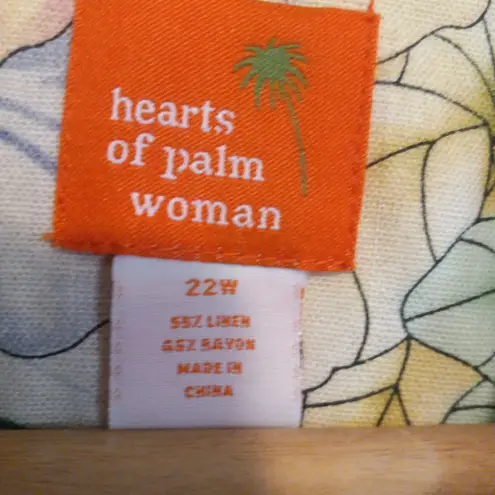 hearts
of palm
woman
22W
55% LINEN
45% RAYON
MADE IN
CHINA